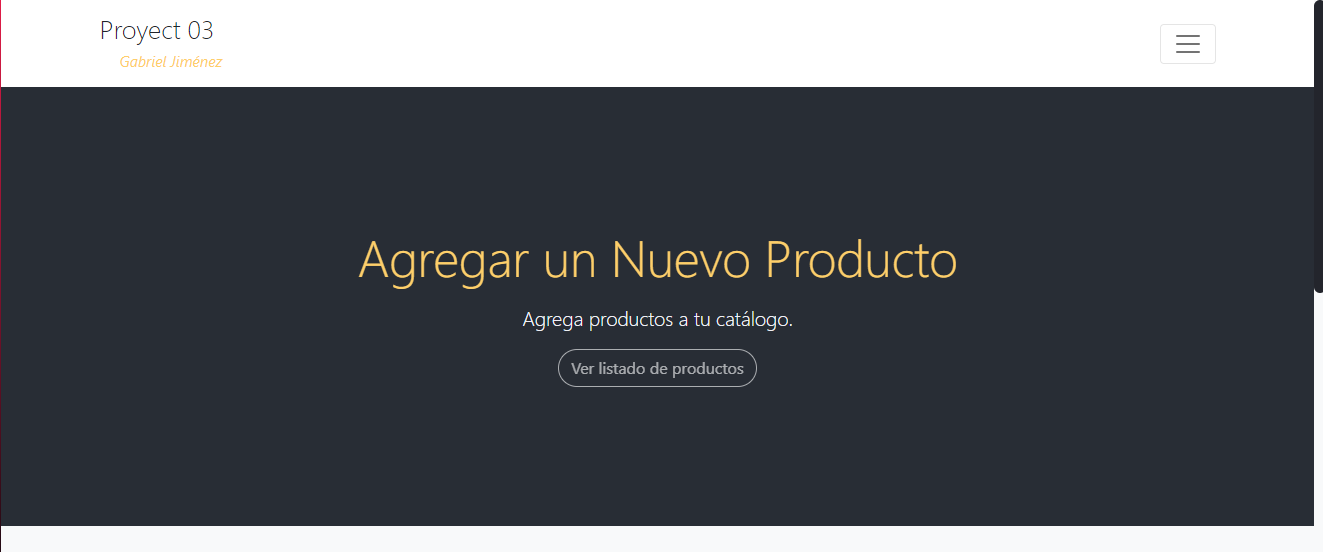 Proyect 03
Gabriel Jiménez
Agregar un Nuevo Producto
Agrega productos a tu catálogo.
Ver listado de productos